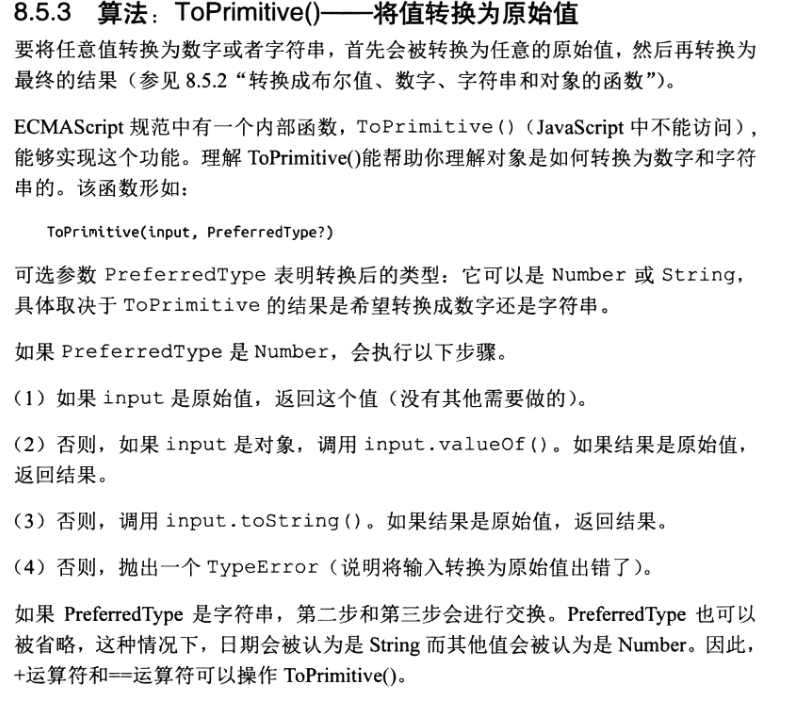 8.5.3 算法：ToPrimitive()——将值转换为原始值
要将任意值转换为数字或者字符串，首先会被转换为任意的原始值，然后再转换为
最终的结果（参见 8.5.2“转换成布尔值、数字、字符串和对象的函数”）。
ECMAScript 规范中有一个内部函数，ToPrimitive()（JavaScript 中不能访问），
能够实现这个功能。理解 ToPrimitive()能帮助你理解对象是如何转换为数字和字符
串的。该函数形如：
ToPrimitive(input, PreferredType?)
可选参数 PreferredType 表明转换后的类型：它可以是 Number 或 String，
具体取决于 ToPrimitive 的结果是希望转换成数字还是字符串。
如果 PreferredType 是 Number，会执行以下步骤。
（1）如果 input 是原始值，返回这个值（没有其他需要做的）。
（2）否则，如果 input 是对象，调用 input.valueOf()。如果结果是原始值，
返回结果。
（3）否则，调用 input.toString()。如果结果是原始值，返回结果。
（4）否则，抛出一个 TypeError（说明将输入转换为原始值出错了）。
如果 PreferredType 是字符串，第二步和第三步会进行交换。PreferredType 也可以
被省略，这种情况下，日期会被认为是 String 而其他值会被认为是 Number。因此，
+运算符和==运算符可以操作 ToPrimitive()。